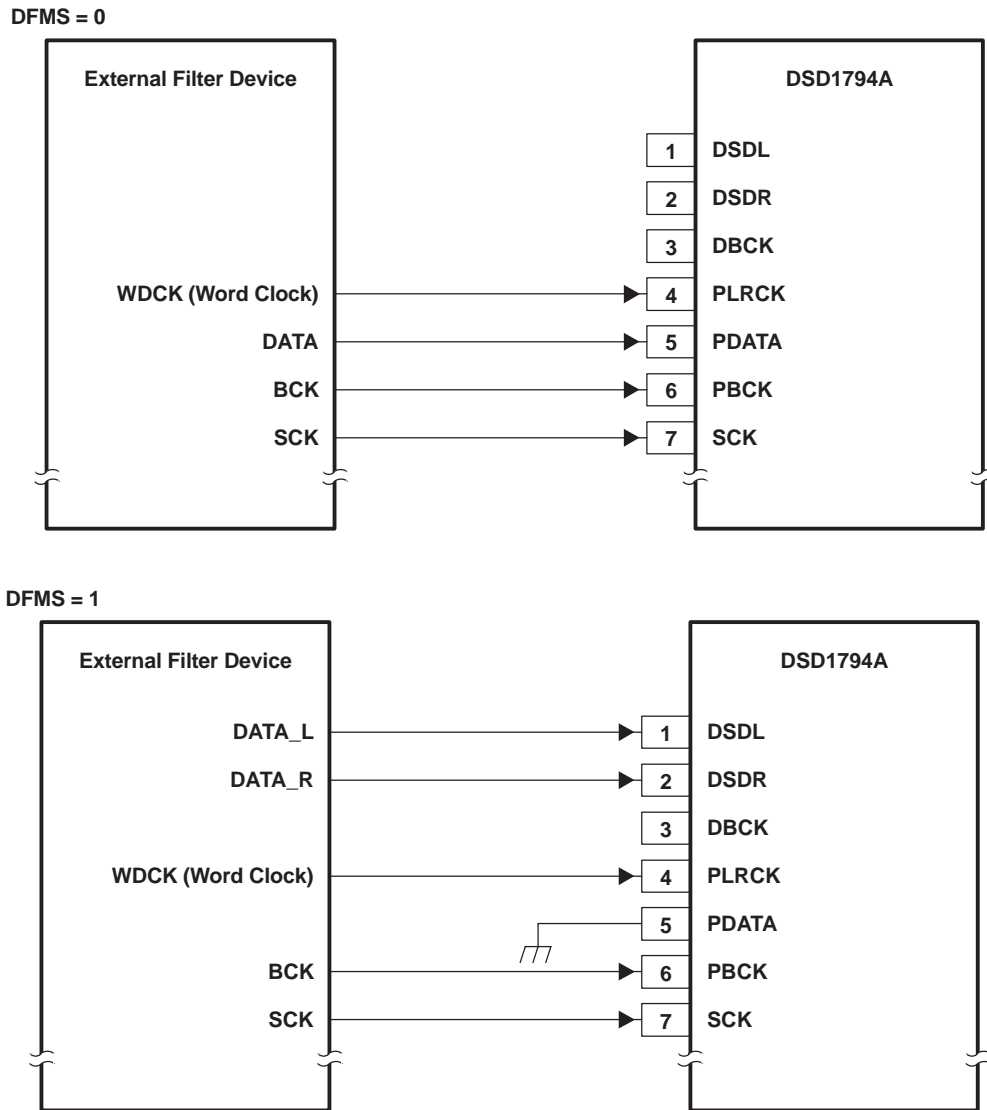 DFMS = 0
External Filter Device
DSD1794A
1 DSDL
2 DSDR
3 DBCK
WDCK (Word Clock) 4 PLRCK
DATA 5 PDATA
BCK 6 PBCK
SCK 7 SCK
DFMS = 1
External Filter Device
DSD1794A
DATA_L 1 DSDL
DATA_R 2 DSDR
3 DBCK
WDCK (Word Clock) 4 PLRCK
5 PDATA
BCK 6 PBCK
SCK 7 SCK